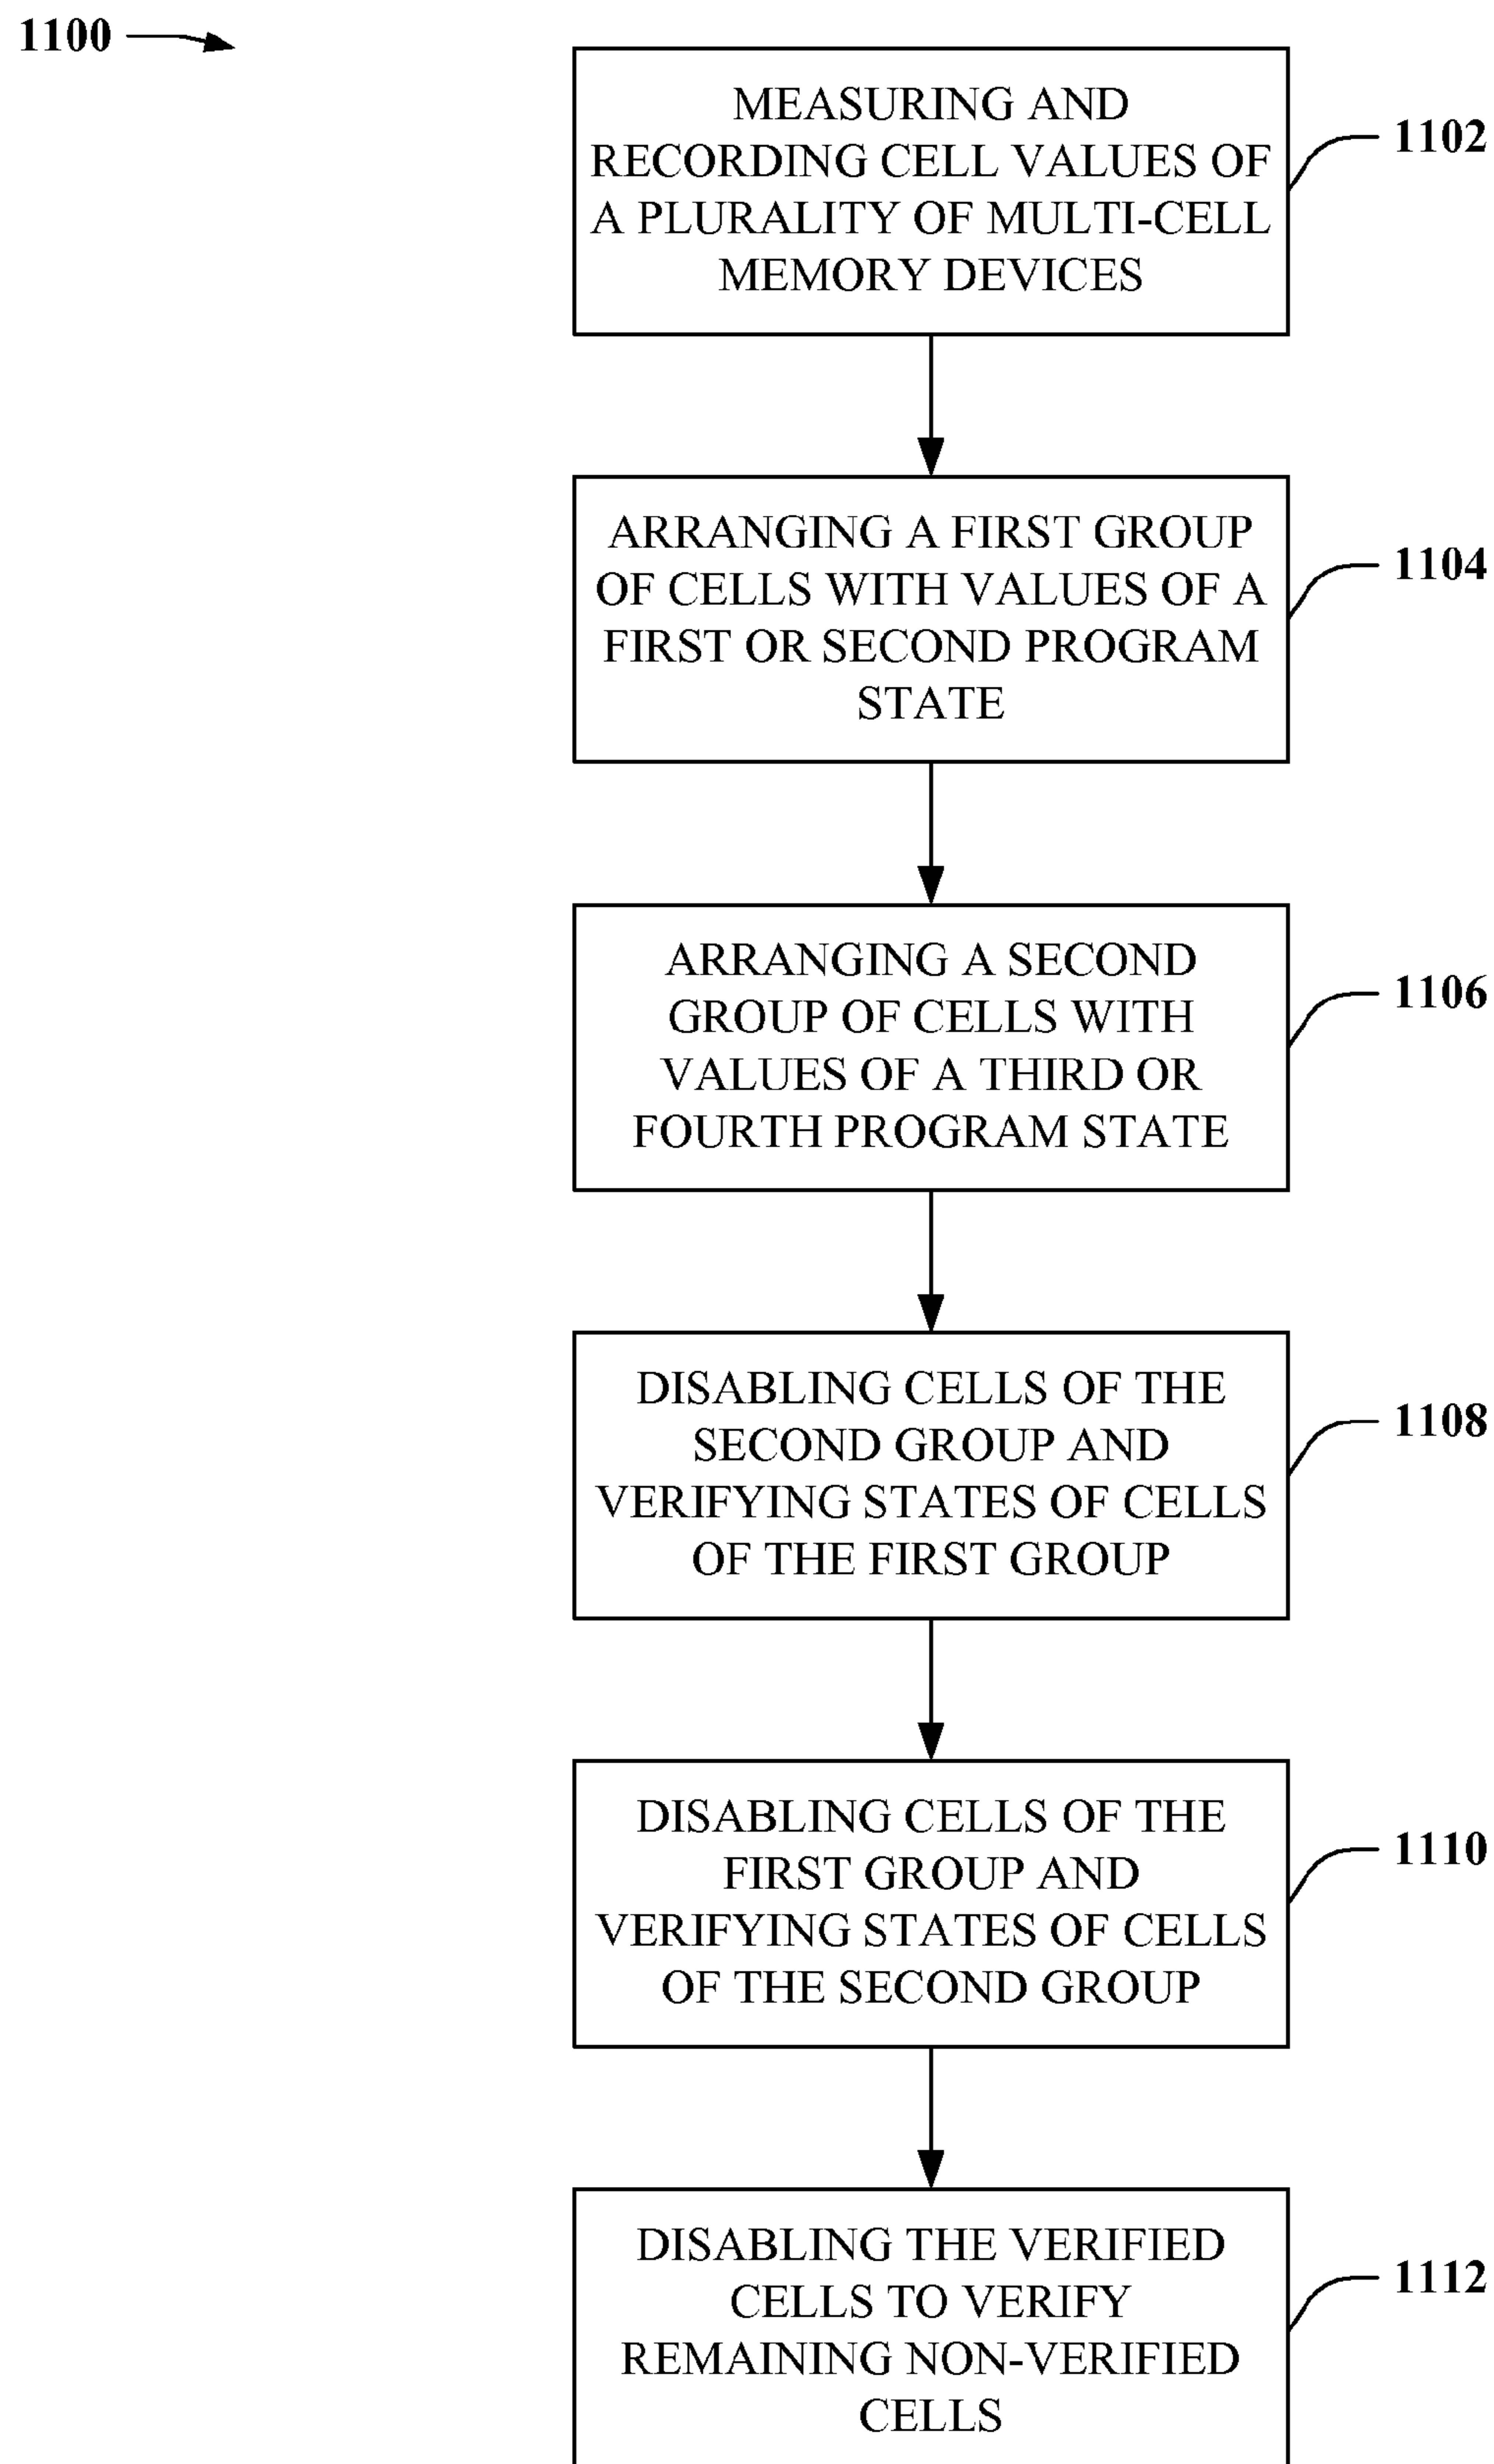 1100
MEASURING AND
RECORDING CELL VALUES OF
A PLURALITY OF MULTI-CELL
MEMORY DEVICES
1102
ARRANGING A FIRST GROUP
OF CELLS WITH VALUES OF A
FIRST OR SECOND PROGRAM
STATE
1104
ARRANGING A SECOND
GROUP OF CELLS WITH
VALUES OF A THIRD OR
FOURTH PROGRAM STATE
1106
DISABLING CELLS OF THE
SECOND GROUP AND
VERIFYING STATES OF CELLS
OF THE FIRST GROUP
1108
DISABLING CELLS OF THE
FIRST GROUP AND
VERIFYING STATES OF CELLS
OF THE SECOND GROUP
1110
DISABLING THE VERIFIED
CELLS TO VERIFY
REMAINING NON-VERIFIED
CELLS
1112